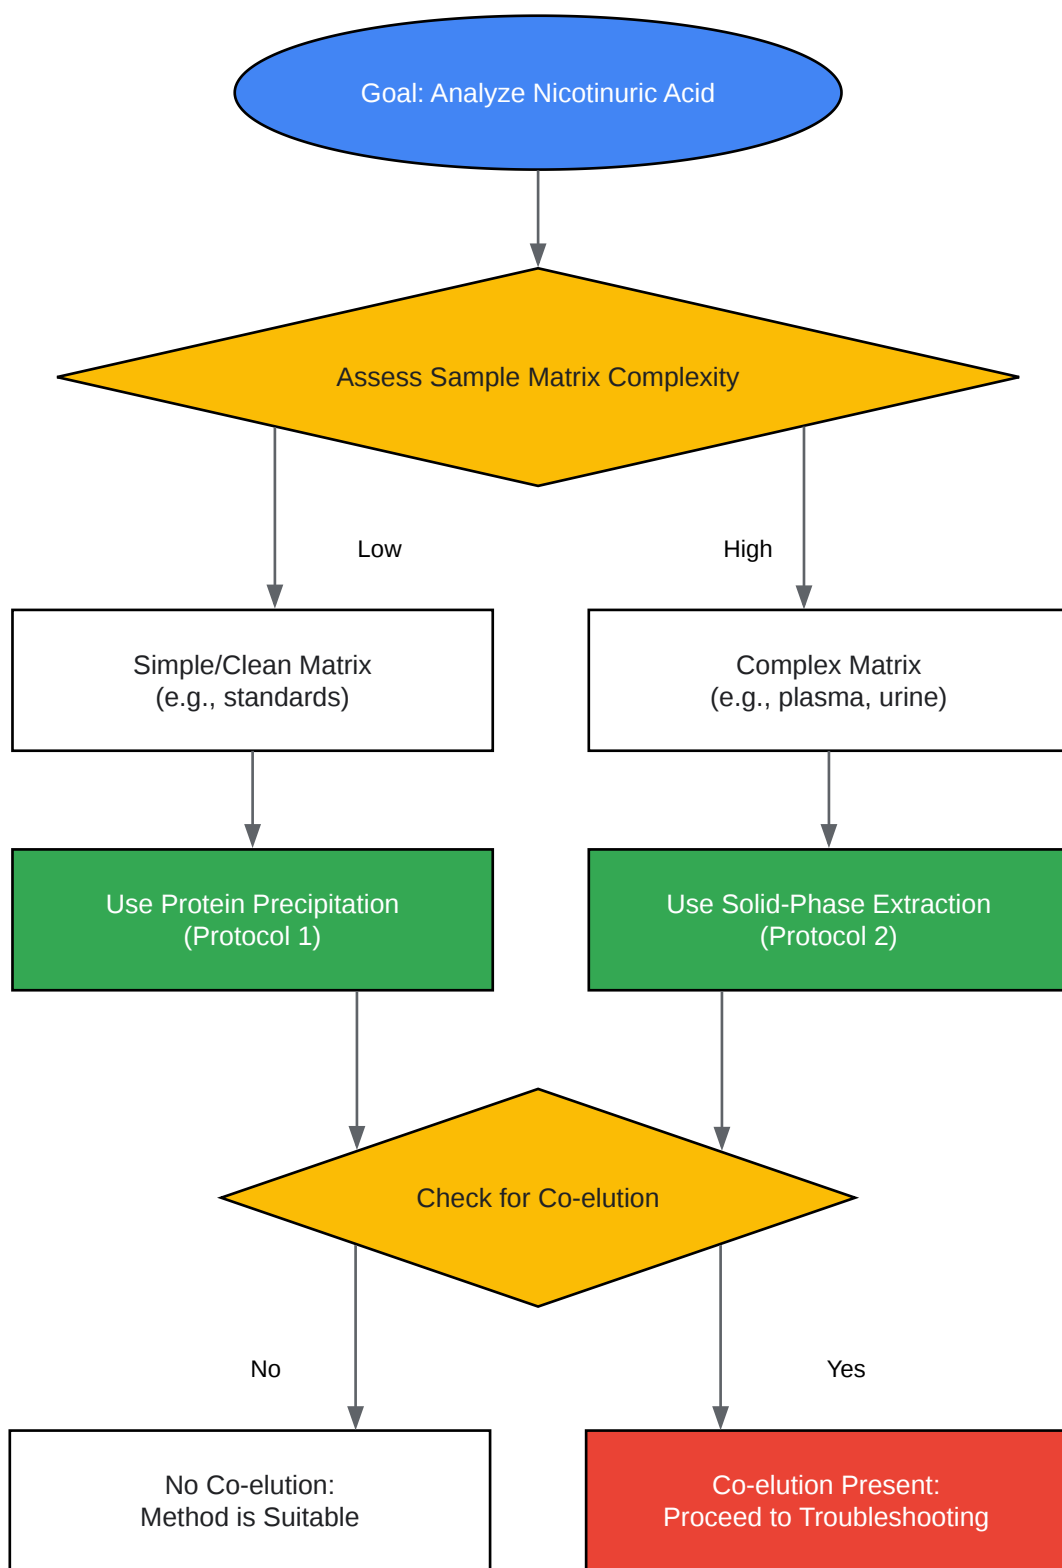 Goal: Analyze Nicotinuric Acid
Assess Sample Matrix Complexity
Low
High
Simple/Clean Matrix
(e.g., standards)
Complex Matrix
(e.g., plasma, urine)
Use Protein Precipitation
(Protocol 1)
Use Solid-Phase Extraction
(Protocol 2)
Check for Co-elution
No
Yes
No Co-elution:
Method is Suitable
Co-elution Present:
Proceed to Troubleshooting